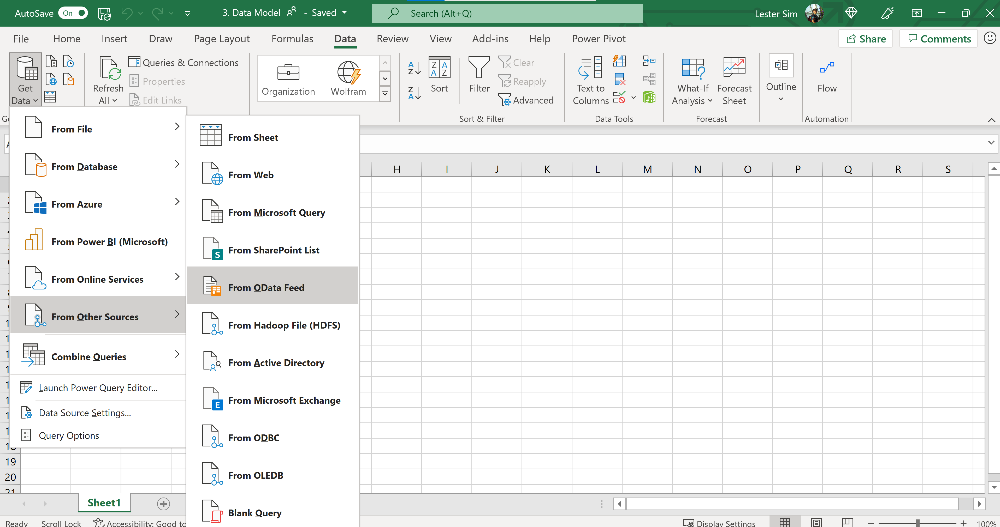 AutoSave On
3. Data Model - Saved
Search (Alt+Q)
Lester Sim
File Home Insert Draw Page Layout Formulas Data Review View Add-ins Help Power Pivot Share Comments
Get Data
Refresh All
Queries & Connections
Properties
Edit Links
Organization
Wolfram
Sort
Filter
Clear
Reapply
Advanced
Text to Columns
What-If Analysis
Forecast Sheet
Outline
Flow
Sort & Filter
Data Tools
Forecast
Automation
From File
From Database
From Azure
From Power BI (Microsoft)
From Online Services
From Other Sources
Combine Queries
Launch Power Query Editor...
Data Source Settings...
Query Options
From Sheet
From Web
From Microsoft Query
From SharePoint List
From OData Feed
From Hadoop File (HDFS)
From Active Directory
From Microsoft Exchange
From ODBC
From OLEDB
Blank Query
H I J K L M N O P Q R S
19
20
21
Sheet1
Ready
Scroll Lock
Accessibility: Good to
Display Settings
100%